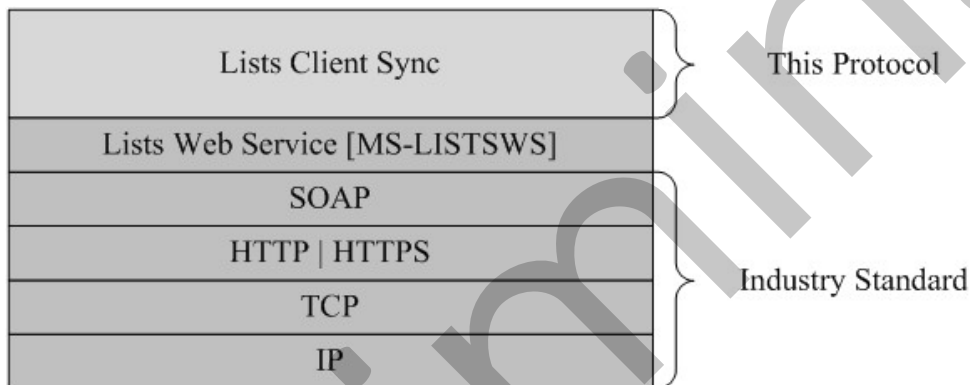 Lists Client Sync
This Protocol
Lists Web Service [MS-LISTSWS]
SOAP
HTTP | HTTPS
Industry Standard
TCP
IP